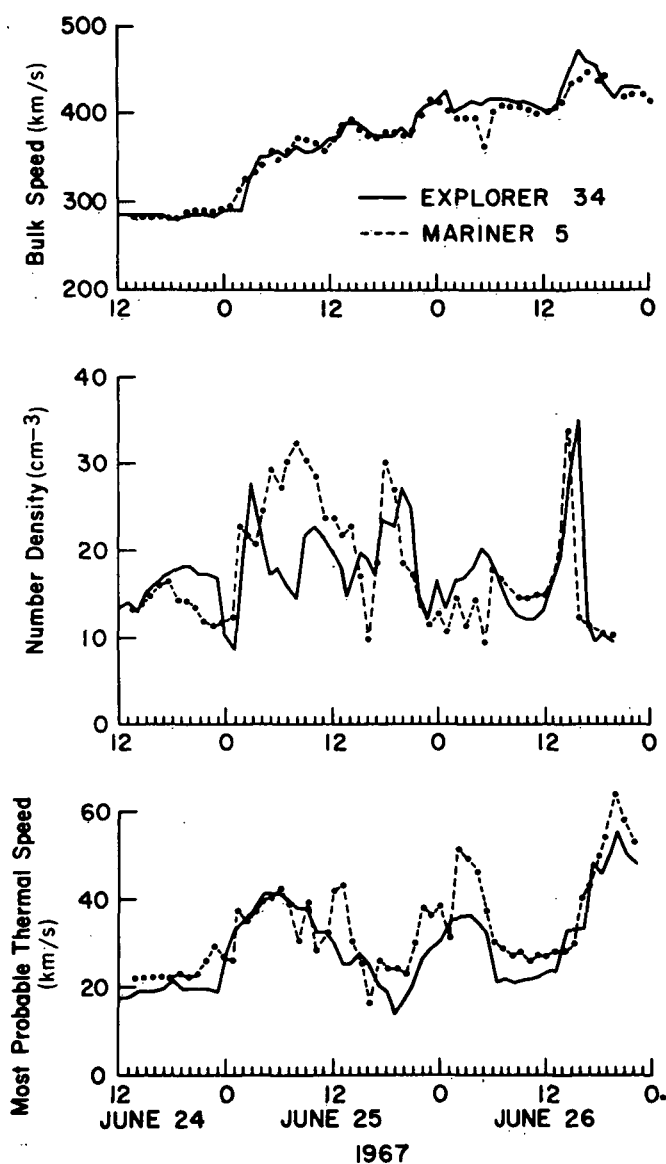 500
400
300
200
Bulk Speed (km/s)
EXPLORER 34
MARINER 5
12 0 12 0 12 0
40
30
20
10
0
Number Density (cm-3)
12 0 12 0 12 0
60
40
20
0
Most Probable Thermal Speed
(km/s)
12 0 12 0 12 0.
JUNE 24 JUNE 25 JUNE 26
1967